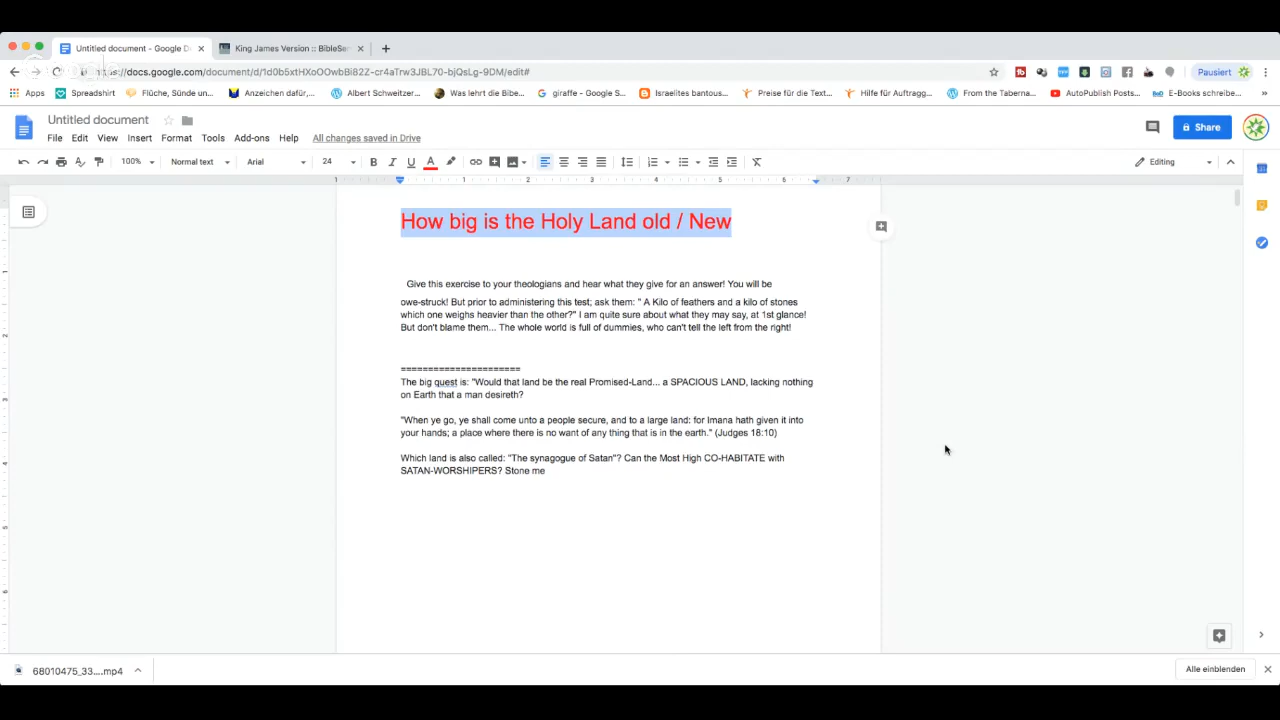 Untitled document - Google D
King James Version :: BibleSer
https://docs.google.com/document/d/1d0b5xtHXoOOwbBi82Z-cr4aTrw3JBL70-bjQsLg-9DM/edit#
Pausiert
Apps
Spreadshirt
Flüche, Sünde un...
Anzeichen dafür,...
Albert Schweitzer...
Was lehrt die Bibe...
giraffe - Google S...
Israelites bantous...
Preise für die Text...
Hilfe für Auftragg...
From the Taberna...
AutoPublish Posts...
E-Books schreibe...
Untitled document
File Edit View Insert Format Tools Add-ons Help All changes saved in Drive
Share
100% Normal text Arial 24 B I U A Editing
1 1 2 3 4 5 6 7
How big is the Holy Land old / New
Give this exercise to your theologians and hear what they give for an answer! You will be
owe-struck! But prior to administering this test; ask them: " A Kilo of feathers and a kilo of stones
which one weighs heavier than the other?" I am quite sure about what they may say, at 1st glance!
But don't blame them... The whole world is full of dummies, who can't tell the left from the right!
======================
The big quest is: "Would that land be the real Promised-Land... a SPACIOUS LAND, lacking nothing
on Earth that a man desireth?
"When ye go, ye shall come unto a people secure, and to a large land: for Imana hath given it into
your hands; a place where there is no want of any thing that is in the earth." (Judges 18:10)
Which land is also called: "The synagogue of Satan"? Can the Most High CO-HABITATE with
SATAN-WORSHIPERS? Stone me
68010475_33....mp4
Alle einblenden